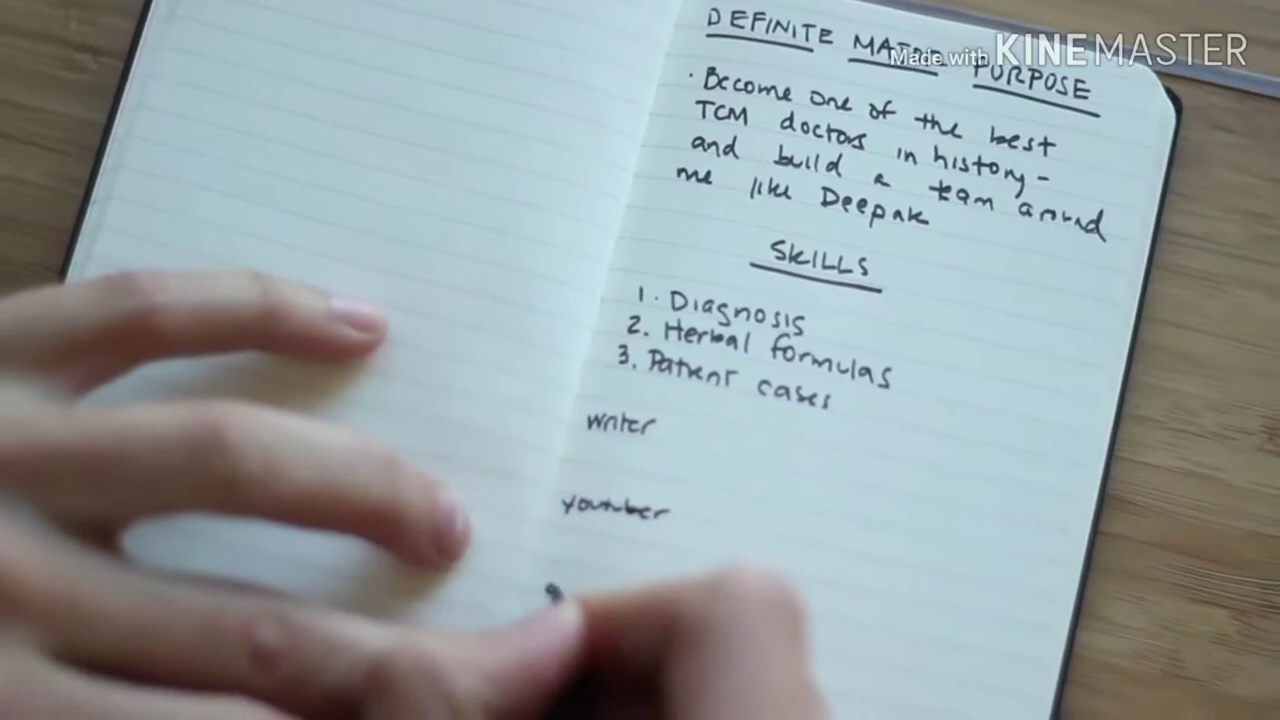 DEFINITE MAJOR PURPOSE
Made with KINEMASTER
· Become one of the best
TCM doctors in history -
and build a team around
me like Deepak
SKILLS
1. Diagnosis
2. Herbal formulas
3. Patient cases
writer
youtuber